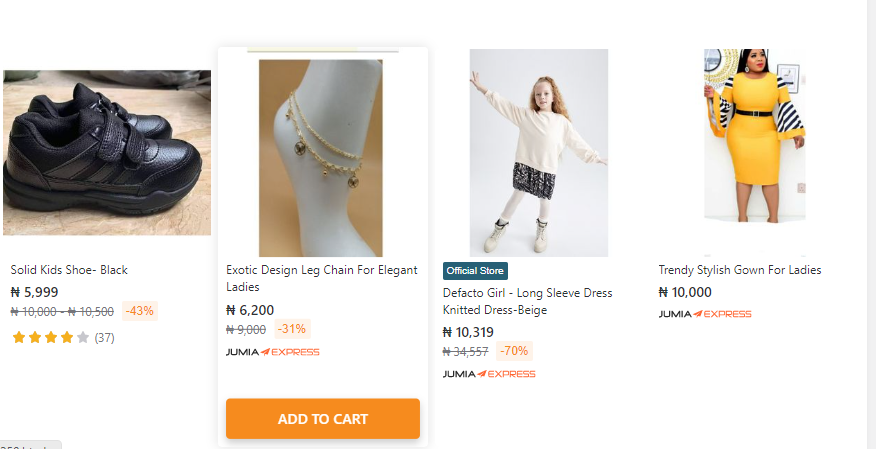 Solid Kids Shoe- Black
₦ 5,999
₦ 10,000 - ₦ 10,500 -43%
(37)
Exotic Design Leg Chain For Elegant
Ladies
₦ 6,200
₦ 9,000 -31%
JUMIA EXPRESS
ADD TO CART
Official Store
Defacto Girl - Long Sleeve Dress
Knitted Dress-Beige
₦ 10,319
₦ 34,557 -70%
JUMIA EXPRESS
Trendy Stylish Gown For Ladies
₦ 10,000
JUMIA EXPRESS